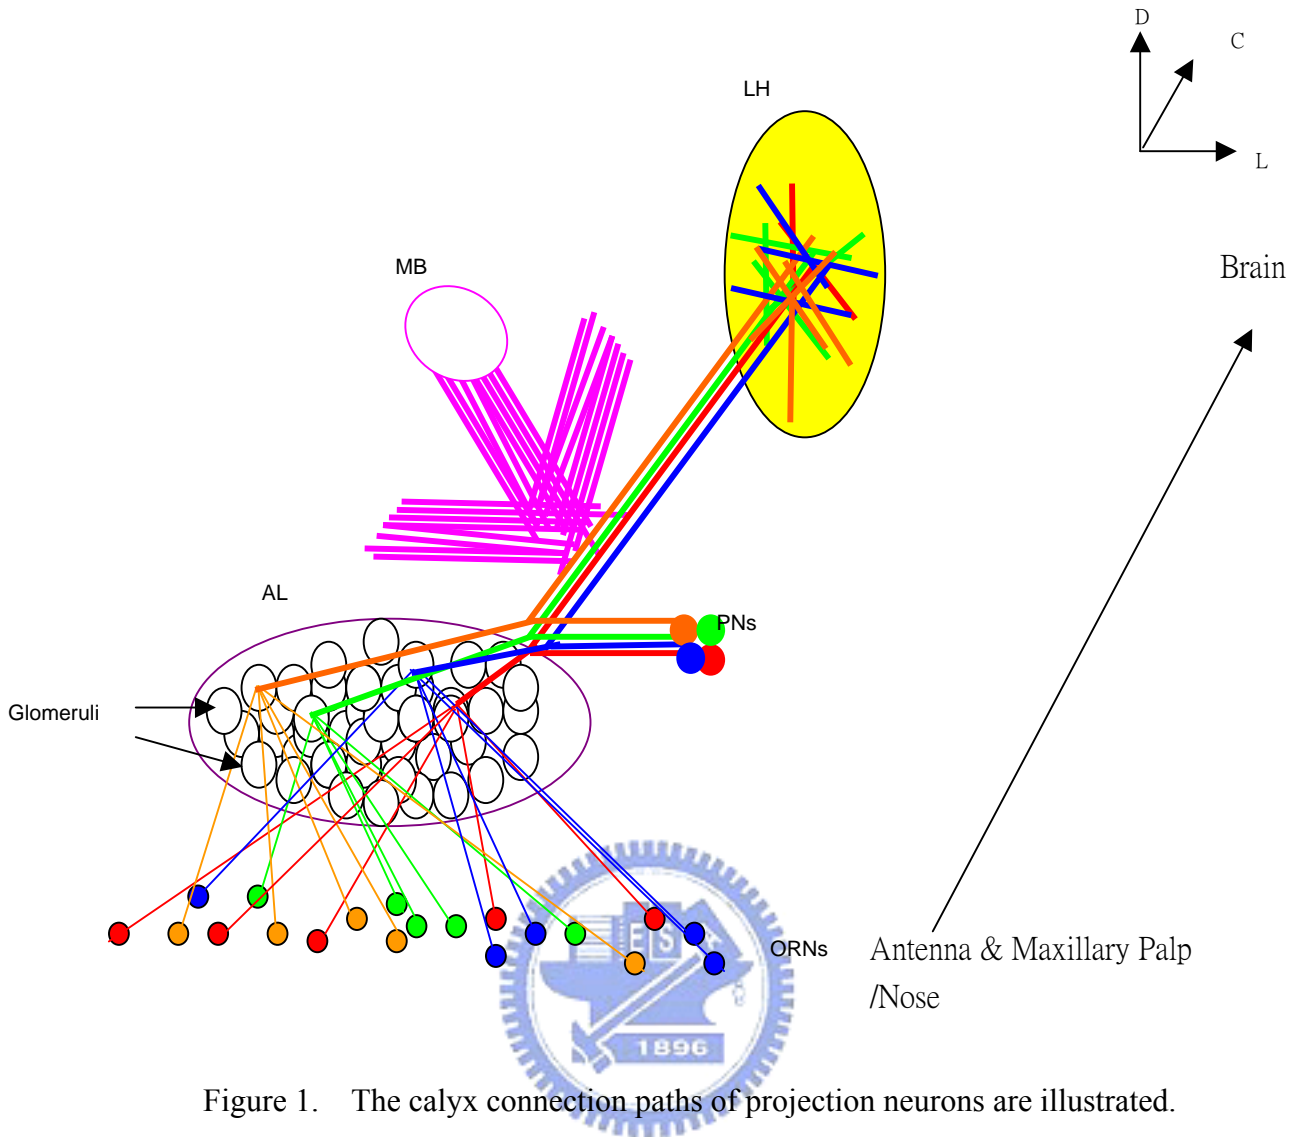 D
C
LH
L
MB
Brain
AL
PNs
Glomeruli
ORNs
Antenna & Maxillary Palp
/Nose
ES
1896
Figure 1. The calyx connection paths of projection neurons are illustrated.